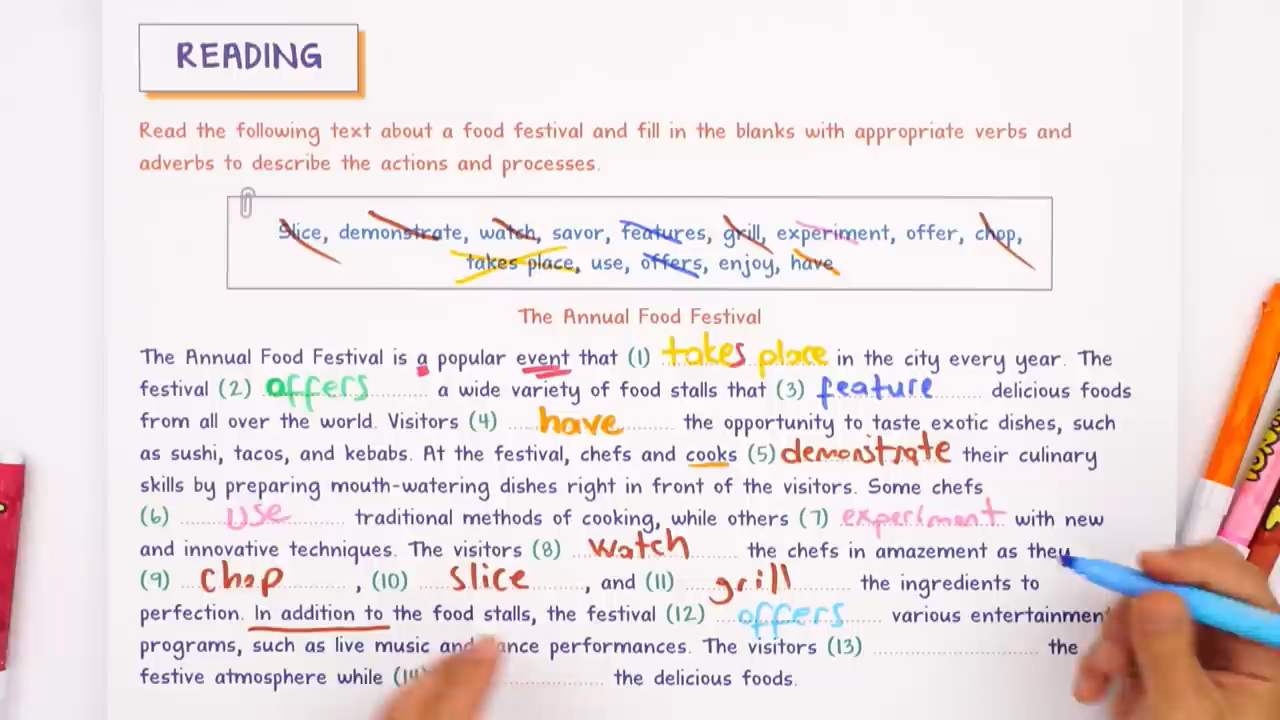 READING
Read the following text about a food festival and fill in the blanks with appropriate verbs and
adverbs to describe the actions and processes.
Slice, demonstrate, watch, savor, features, grill, experiment, offer, chop,
takes place, use, offers, enjoy, have
The Annual Food Festival
The Annual Food Festival is a popular event that (1) takes place in the city every year. The
festival (2) offers a wide variety of food stalls that (3) feature delicious foods
from all over the world. Visitors (4) have the opportunity to taste exotic dishes, such
as sushi, tacos, and kebabs. At the festival, chefs and cooks (5) demonstrate their culinary
skills by preparing mouth-watering dishes right in front of the visitors. Some chefs
(6) use traditional methods of cooking, while others (7) experiment with new
and innovative techniques. The visitors (8) watch the chefs in amazement as they
(9) chop, (10) slice, and (11) grill the ingredients to
perfection. In addition to the food stalls, the festival (12) offers various entertainment
programs, such as live music and dance performances. The visitors (13) the
festive atmosphere while (14) the delicious foods.